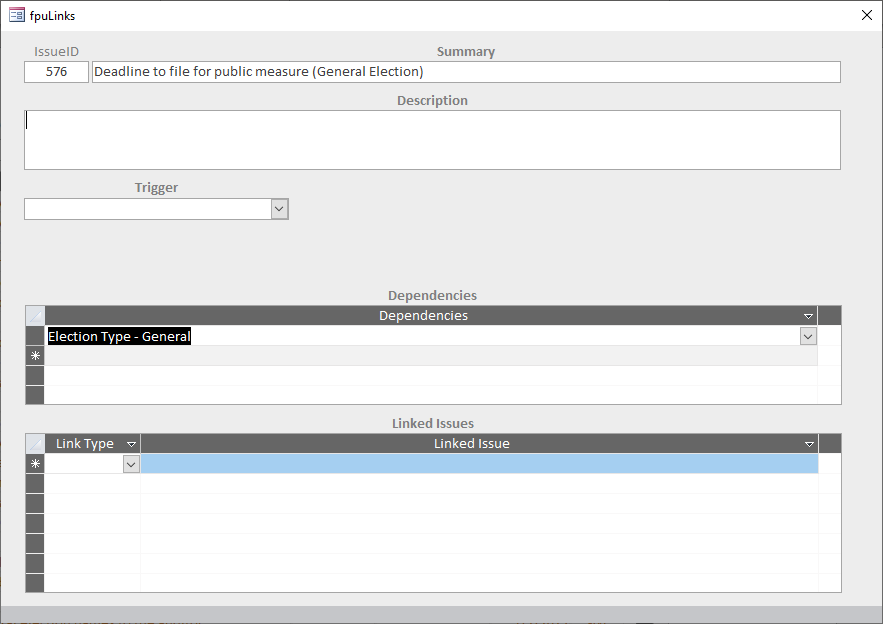 fpuLinks
IssueID Summary
576 Deadline to file for public measure (General Election)
Description
Trigger
Dependencies
Dependencies
Election Type - General
Linked Issues
Link Type Linked Issue